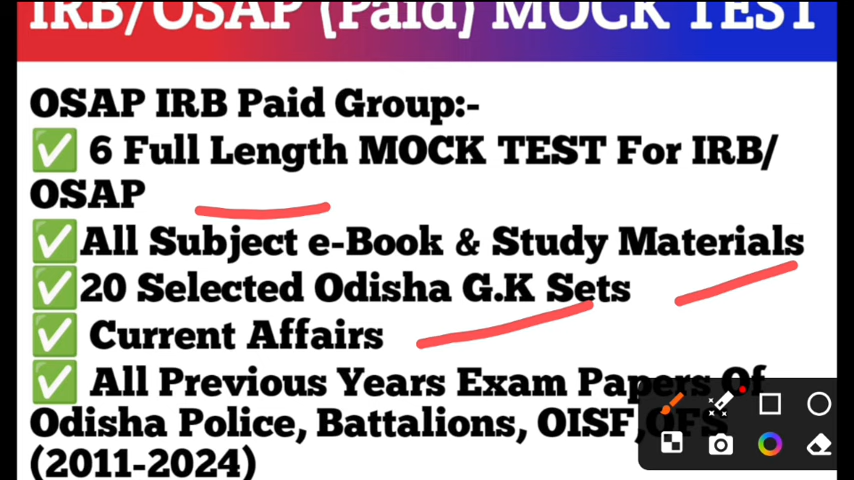 IRB/OSAP (Paid) MOCK TEST
OSAP IRB Paid Group:-
✅ 6 Full Length MOCK TEST For IRB/
OSAP
✅All Subject e-Book & Study Materials
✅20 Selected Odisha G.K Sets
✅ Current Affairs
✅ All Previous Years Exam Papers Of
Odisha Police, Battalions, OISF,OFS
(2011-2024)